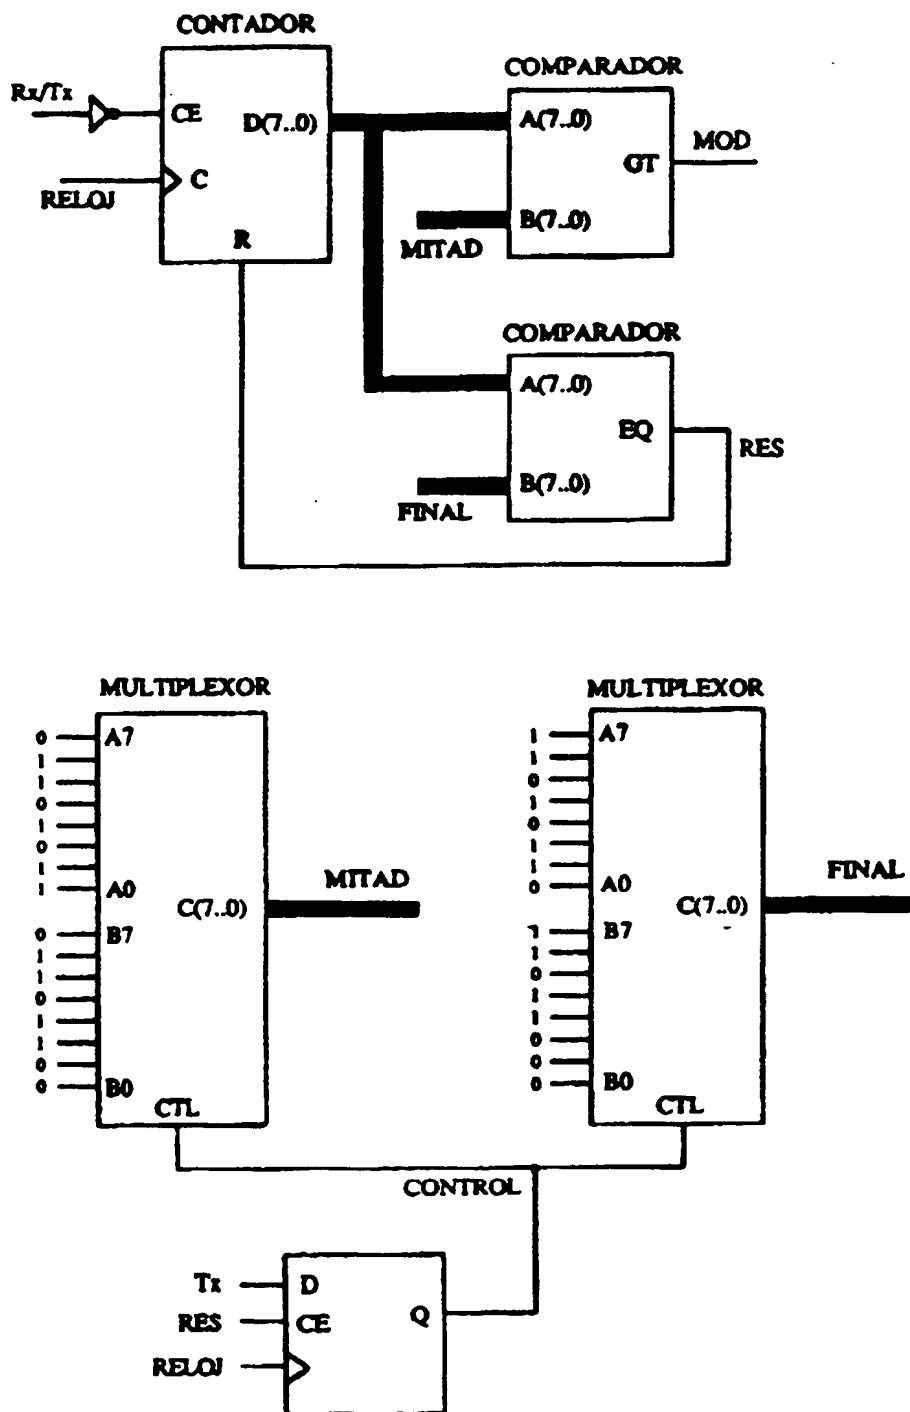 CONTADOR
Rx/Tx
CE
D(7..0)
RELOJ
C
R
COMPARADOR
A(7..0)
GT
MOD
B(7..0)
MITAD
COMPARADOR
A(7..0)
EQ
RES
B(7..0)
FINAL
MULTIPLEXOR
0 A7
1
1
0
1
0
1
1 A0
C(7..0)
MITAD
0 B7
1
1
0
1
1
0
0 B0
CTL
MULTIPLEXOR
1 A7
1
0
1
0
1
1
0 A0
C(7..0)
FINAL
1 B7
1
0
1
1
0
0
0 B0
CTL
CONTROL
Tx D
RES CE
Q
RELOJ